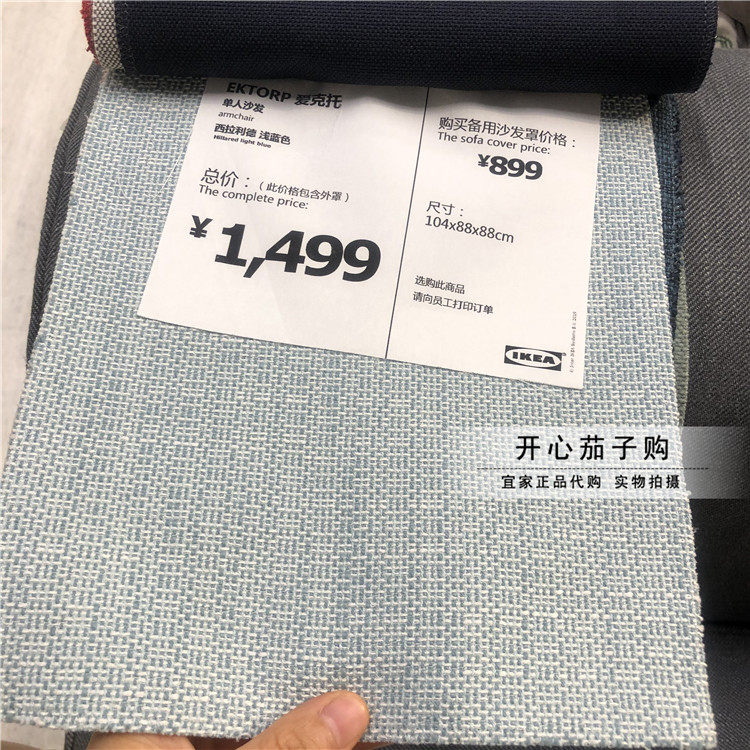 EKTORP 爱克托
单人沙发
armchair
西拉利德 浅蓝色
Hillared light blue
总价：（此价格包含外罩）
The complete price:
¥1,499
购买备用沙发罩价格：
The sofa cover price:
¥899
尺寸：
104x88x88cm
选购此商品
请向员工打印订单
IKEA
开心茄子购
宜家正品代购 实物拍摄